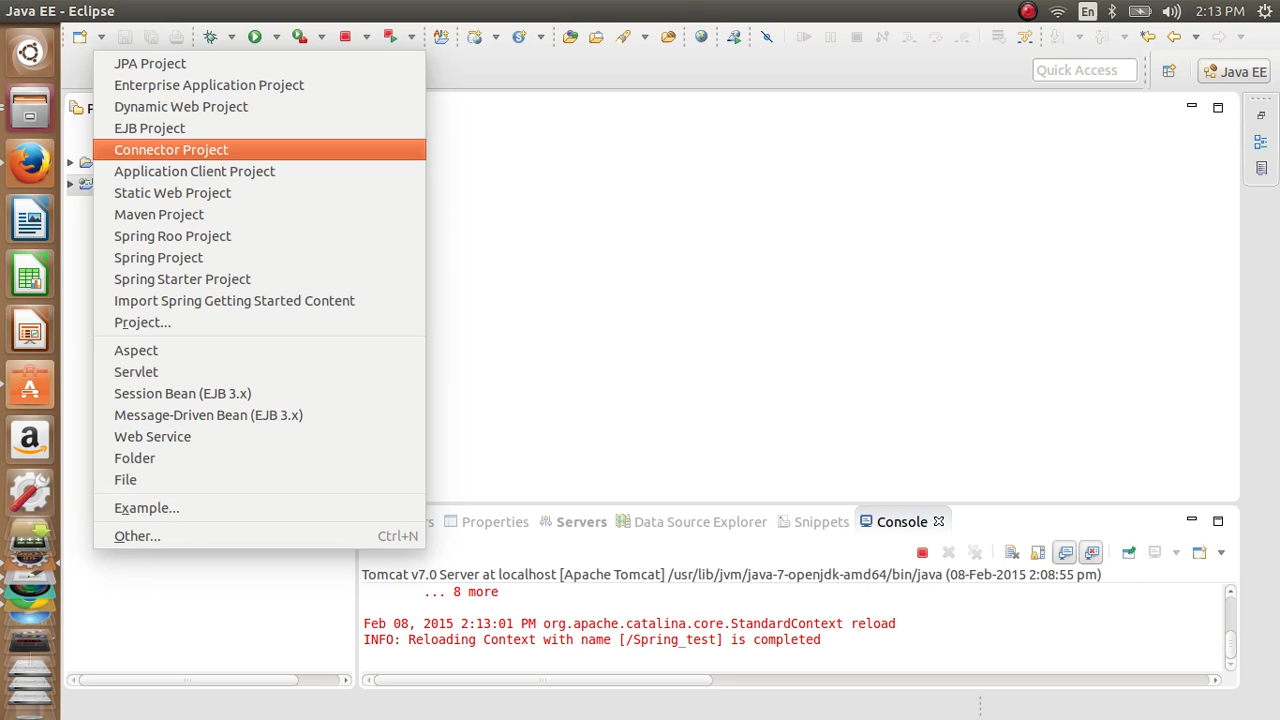 Java EE - Eclipse
En
2:13 PM
Quick Access
Java EE
P
JPA Project
Enterprise Application Project
Dynamic Web Project
EJB Project
Connector Project
Application Client Project
Static Web Project
Maven Project
Spring Roo Project
Spring Project
Spring Starter Project
Import Spring Getting Started Content
Project...
Aspect
Servlet
Session Bean (EJB 3.x)
Message-Driven Bean (EJB 3.x)
Web Service
Folder
File
Example...
Other... Ctrl+N
rs Properties Servers Data Source Explorer Snippets Console
Tomcat v7.0 Server at localhost [Apache Tomcat] /usr/lib/jvm/java-7-openjdk-amd64/bin/java (08-Feb-2015 2:08:55 pm)
... 8 more
Feb 08, 2015 2:13:01 PM org.apache.catalina.core.StandardContext reload
INFO: Reloading Context with name [/Spring_test] is completed